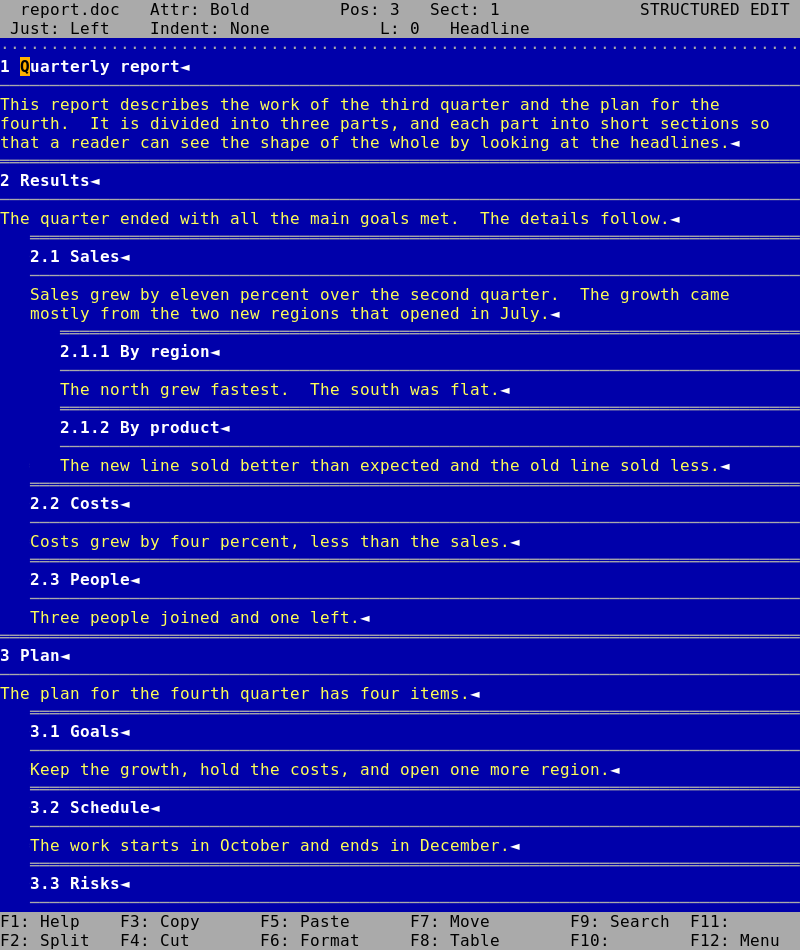 report.doc Attr: Bold Pos: 3 Sect: 1 STRUCTURED EDIT
Just: Left Indent: None L: 0 Headline
1 Quarterly report◄
This report describes the work of the third quarter and the plan for the
fourth. It is divided into three parts, and each part into short sections so
that a reader can see the shape of the whole by looking at the headlines.◄
2 Results◄
The quarter ended with all the main goals met. The details follow.◄
2.1 Sales◄
Sales grew by eleven percent over the second quarter. The growth came
mostly from the two new regions that opened in July.◄
2.1.1 By region◄
The north grew fastest. The south was flat.◄
2.1.2 By product◄
The new line sold better than expected and the old line sold less.◄
2.2 Costs◄
Costs grew by four percent, less than the sales.◄
2.3 People◄
Three people joined and one left.◄
3 Plan◄
The plan for the fourth quarter has four items.◄
3.1 Goals◄
Keep the growth, hold the costs, and open one more region.◄
3.2 Schedule◄
The work starts in October and ends in December.◄
3.3 Risks◄
F1: Help F3: Copy F5: Paste F7: Move F9: Search F11:
F2: Split F4: Cut F6: Format F8: Table F10: F12: Menu